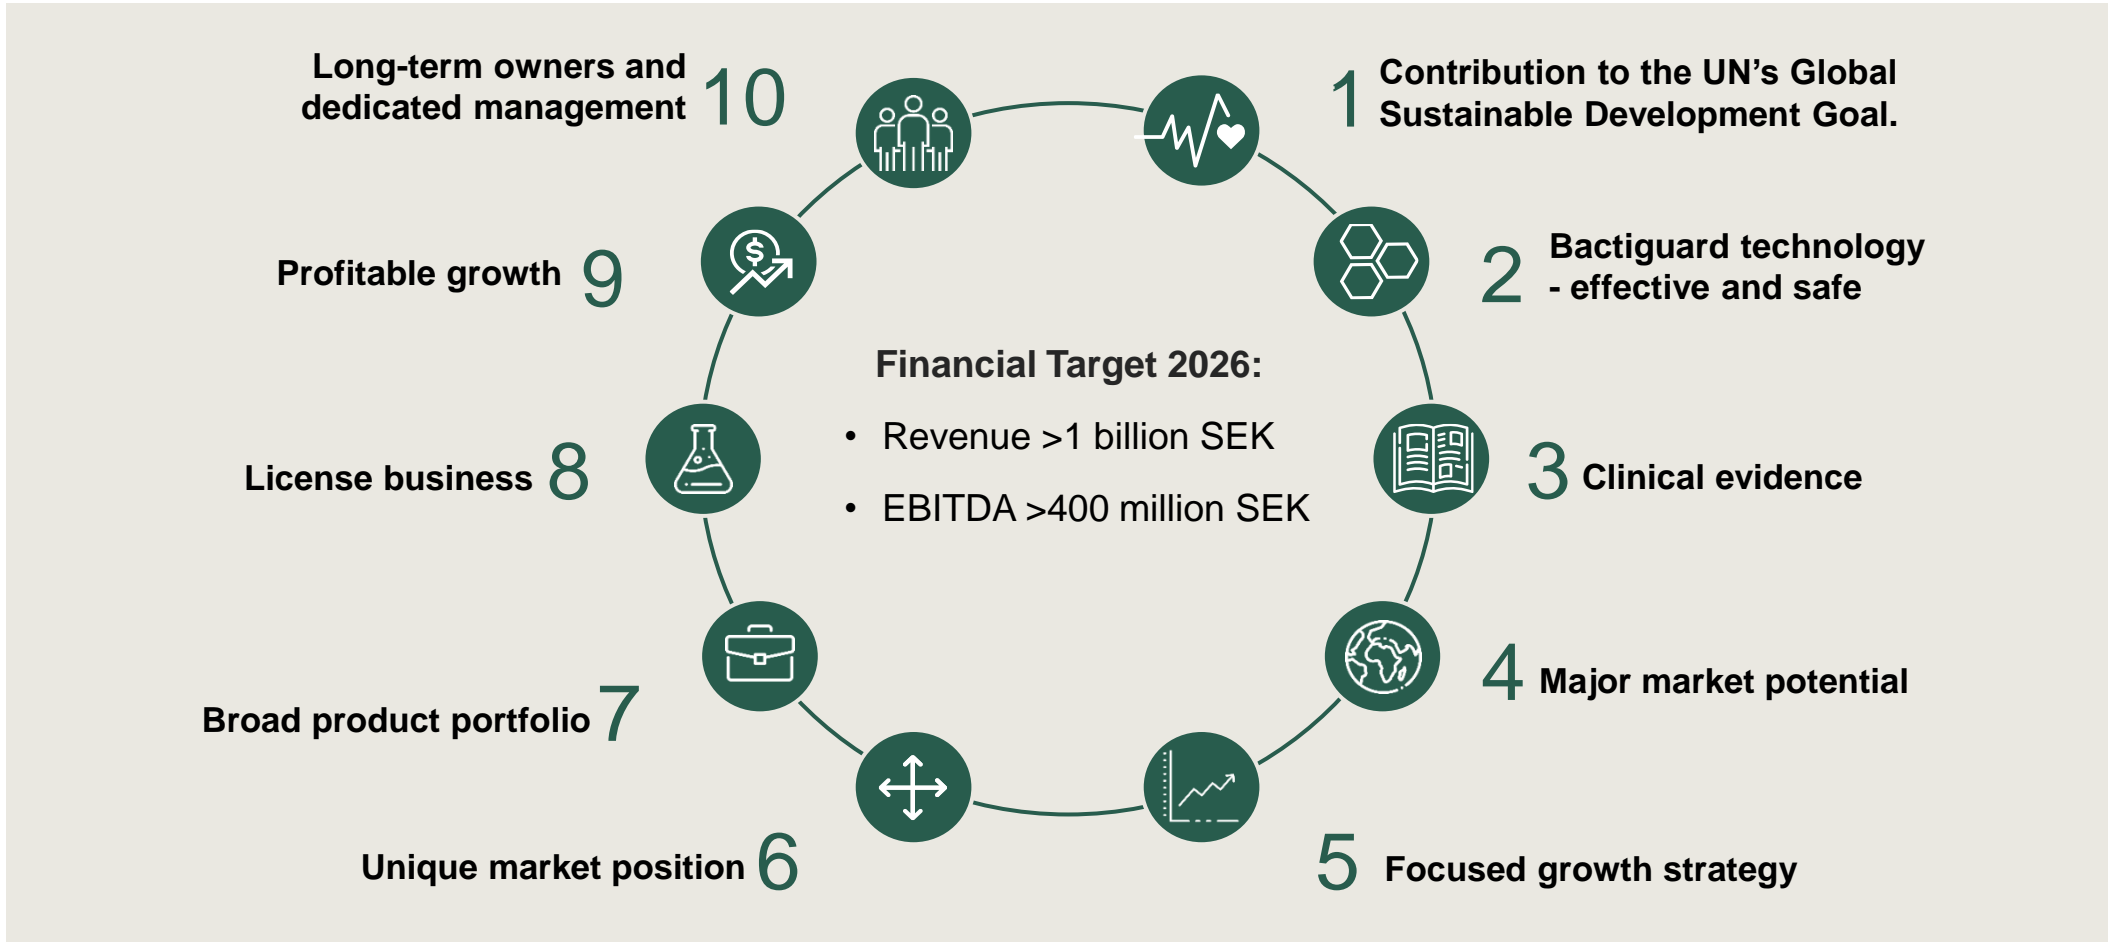 1
Contribution to the UN’s Global
Sustainable Development Goal.
2
Bactiguard technology
- effective and safe
3
Clinical evidence
4
Major market potential
5
Focused growth strategy
6
Unique market position
7
Broad product portfolio
8
License business
9
Profitable growth
10
Long-term owners and
dedicated management
Financial Target 2026:
• Revenue >1 billion SEK
• EBITDA >400 million SEK
$